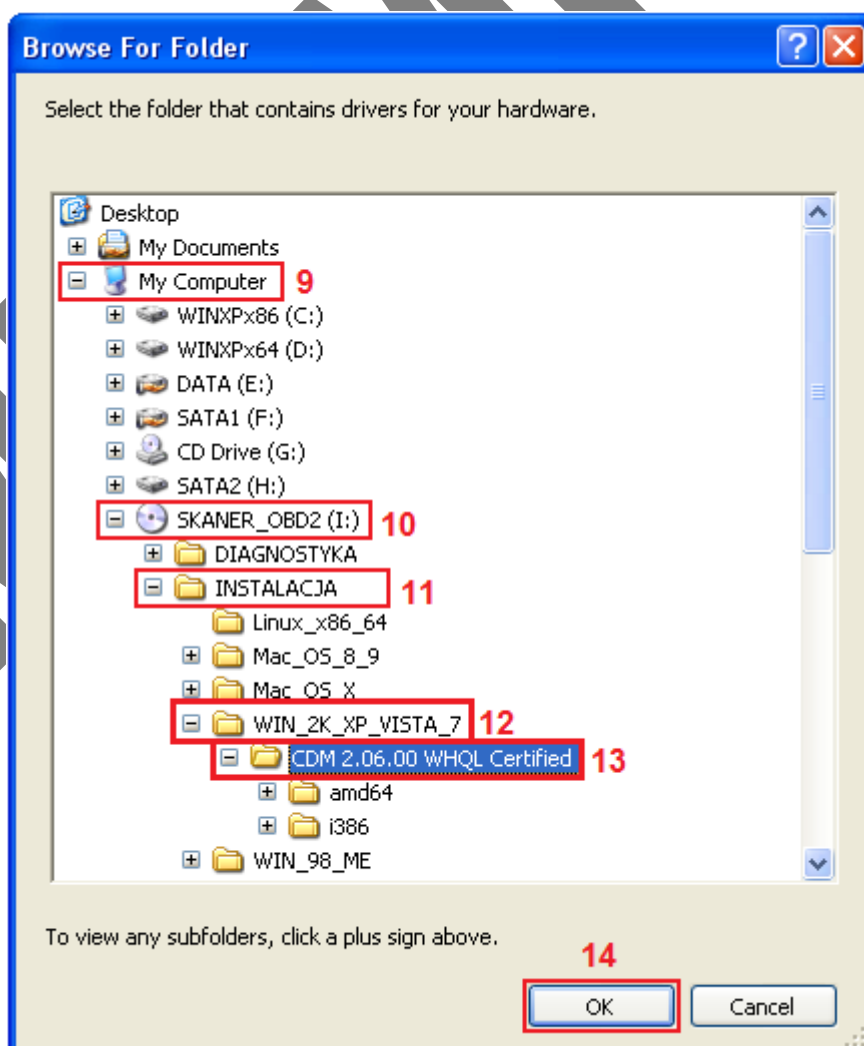 Browse For Folder
Select the folder that contains drivers for your hardware.
Desktop
My Documents
My Computer 9
WINXPx86 (C:)
WINXPx64 (D:)
DATA (E:)
SATA1 (F:)
CD Drive (G:)
SATA2 (H:)
SKANER_OBD2 (I:) 10
DIAGNOSTYKA
INSTALACJA 11
Linux_x86_64
Mac_OS_8_9
Mac_OS_X
WIN_2K_XP_VISTA_7 12
CDM 2.06.00 WHQL Certified 13
amd64
i386
WIN_98_ME
To view any subfolders, click a plus sign above.
14
OK Cancel